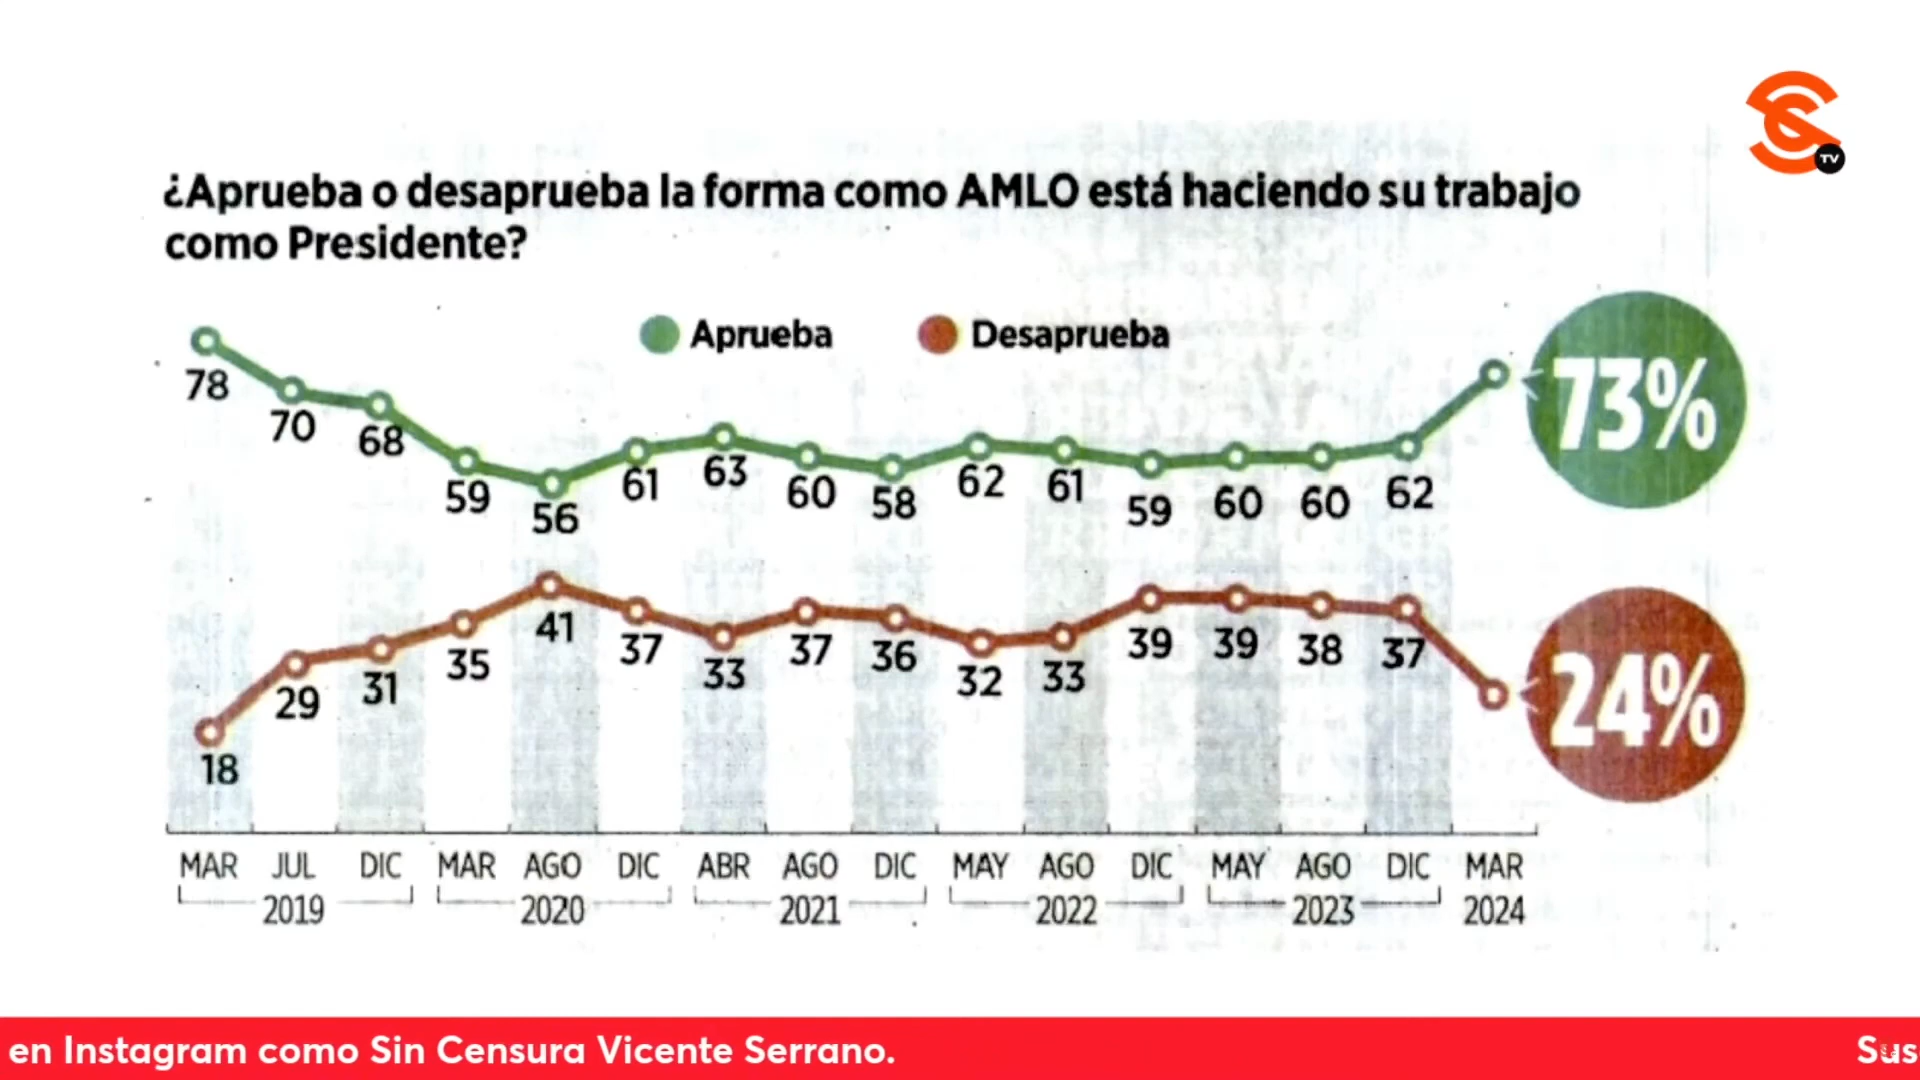 TV
¿Aprueba o desaprueba la forma como AMLO está haciendo su trabajo
como Presidente?
Aprueba Desaprueba
78 70 68 59 56 61 63 60 58 62 61 59 60 60 62 73%
18 29 31 35 41 37 33 37 36 32 33 39 39 38 37 24%
MAR JUL DIC MAR AGO DIC ABR AGO DIC MAY AGO DIC MAY AGO DIC MAR
2019 2020 2021 2022 2023 2024
en Instagram como Sin Censura Vicente Serrano. Sus